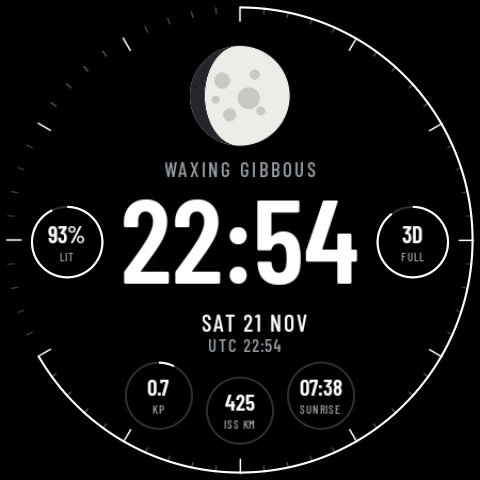 WAXING GIBBOUS
22:54
93%
LIT
3D
FULL
SAT 21 NOV
UTC 22:54
0.7
KP
425
ISS KM
07:38
SUNRISE